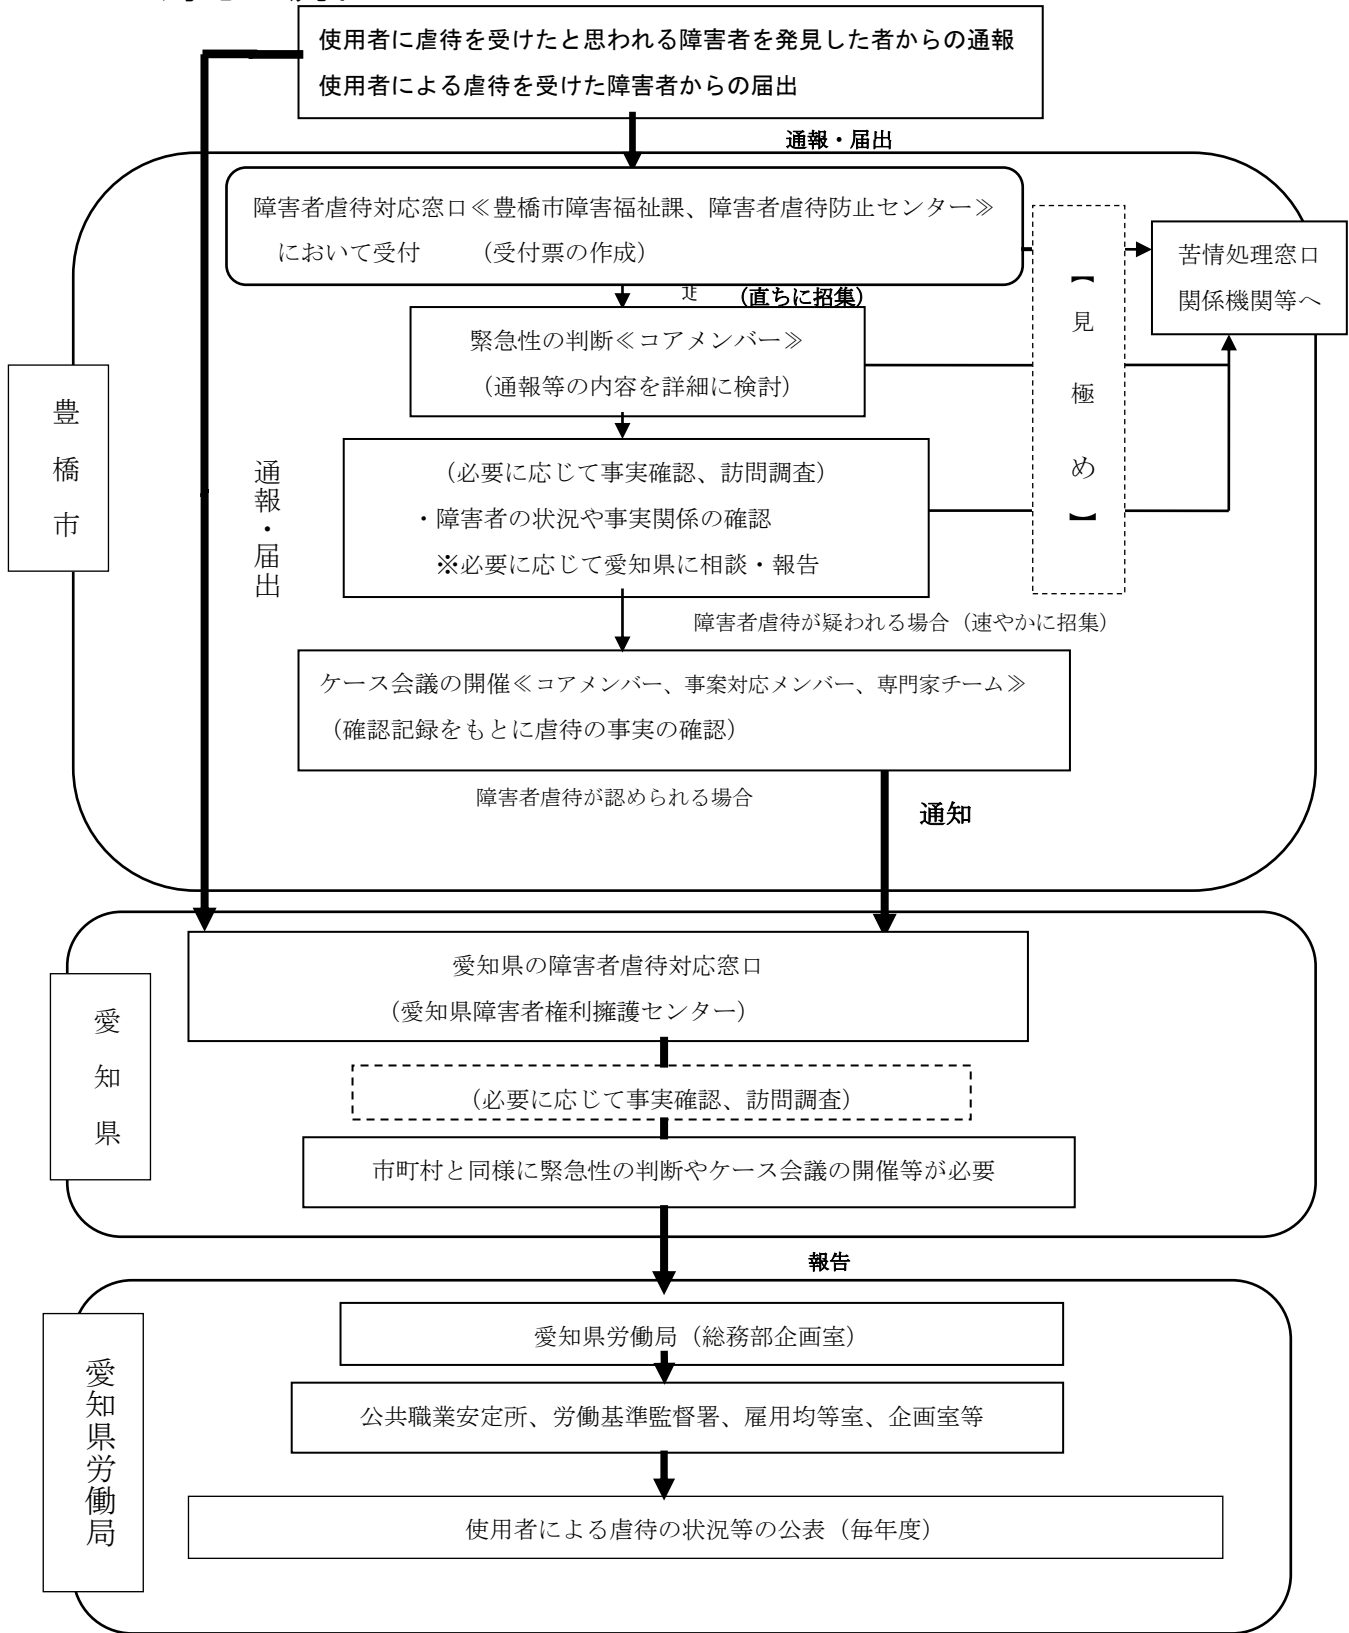 使用者に虐待を受けたと思われる障害者を発見した者からの通報
使用者による虐待を受けた障害者からの届出
通報・届出
障害者虐待対応窓口≪豊橋市障害福祉課、障害者虐待防止センター≫
において受付　　（受付票の作成）
苦情処理窓口
関係機関等へ
【見極め】
（直ちに招集）
緊急性の判断≪コアメンバー≫
（通報等の内容を詳細に検討）
豊橋市
通報・届出
（必要に応じて事実確認、訪問調査）
・障害者の状況や事実関係の確認
※必要に応じて愛知県に相談・報告
障害者虐待が疑われる場合（速やかに招集）
ケース会議の開催≪コアメンバー、事案対応メンバー、専門家チーム≫
（確認記録をもとに虐待の事実の確認）
障害者虐待が認められる場合
通知
愛知県
愛知県の障害者虐待対応窓口
（愛知県障害者権利擁護センター）
（必要に応じて事実確認、訪問調査）
市町村と同様に緊急性の判断やケース会議の開催等が必要
報告
愛知県労働局
愛知県労働局（総務部企画室）
公共職業安定所、労働基準監督署、雇用均等室、企画室等
使用者による虐待の状況等の公表（毎年度）